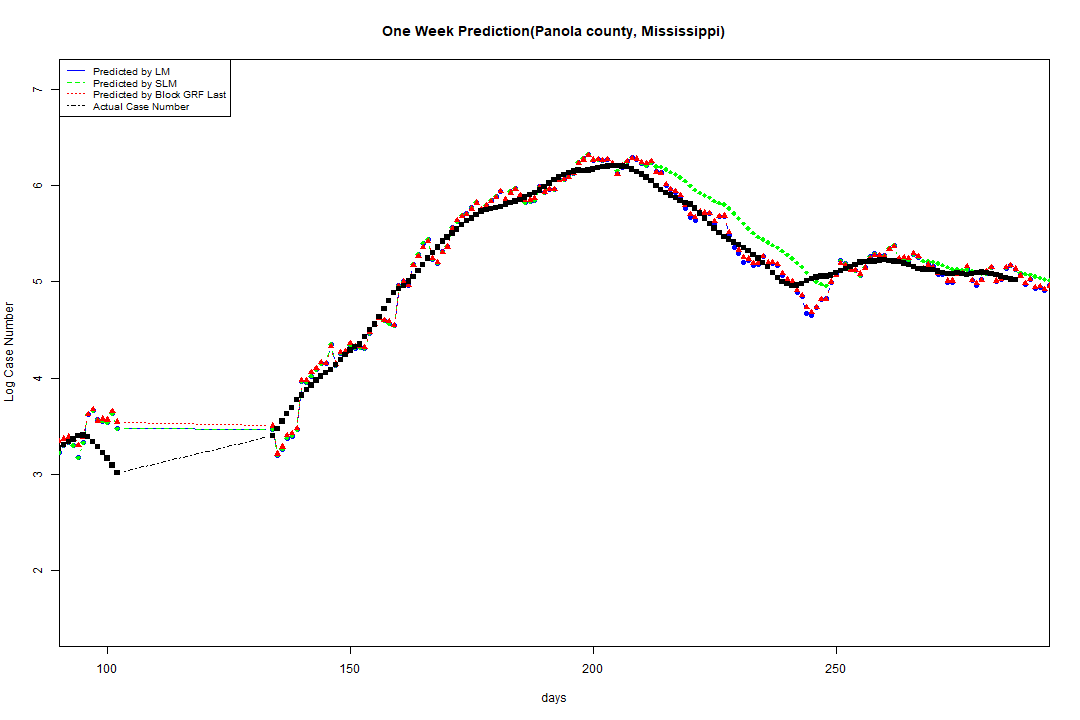 One Week Prediction(Panola county, Mississippi)
Predicted by LM
Predicted by SLM
Predicted by Block GRF Last
Actual Case Number
7
6
5
4
3
2
Log Case Number
100 150 200 250
days